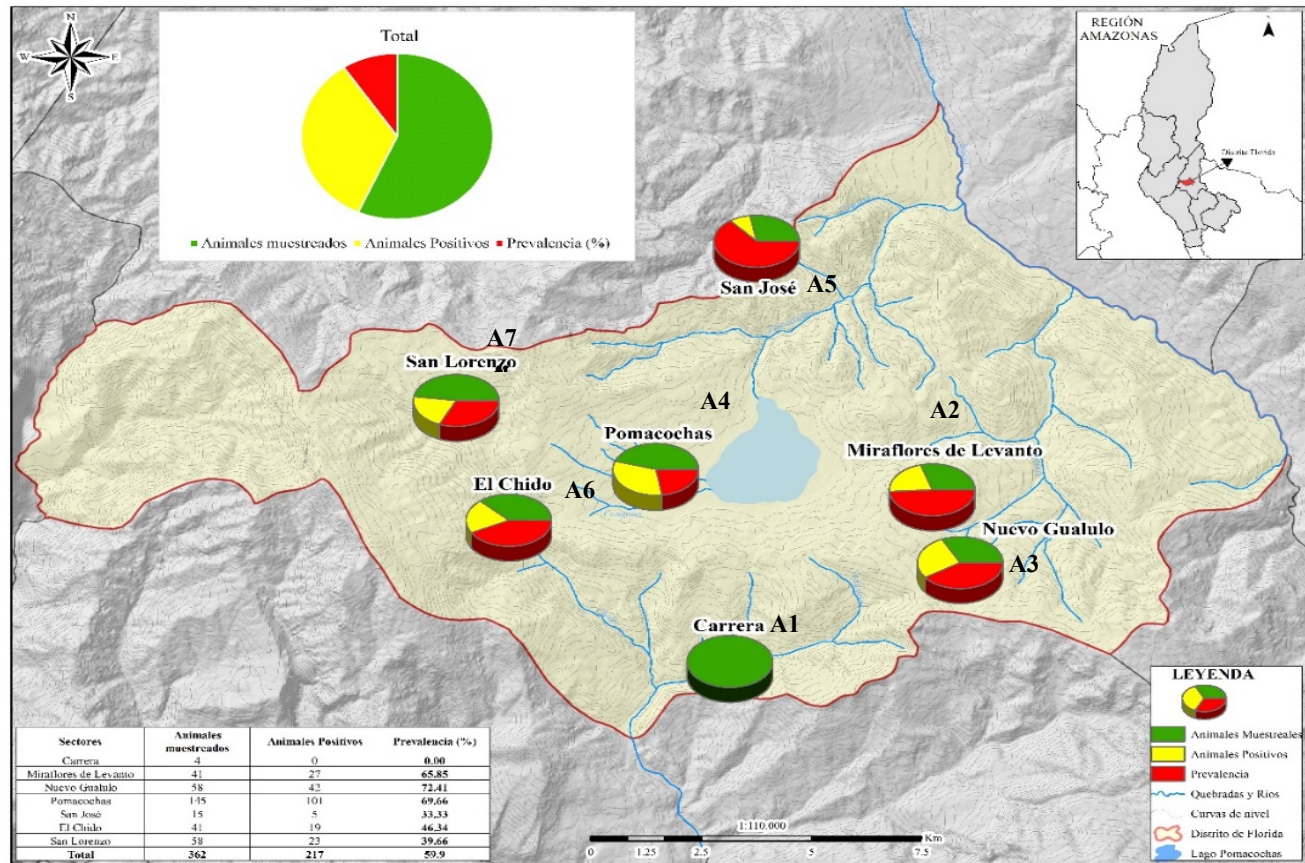 N
W E
S
Total
Animales muestreados Animales Positivos Prevalencia (%)
REGIÓN
AMAZONAS
Distrito Florida
San José
A5
A7
San Lorenzo
A4
A2
Pomacochas
Miraflores de Levanto
El Chido
A6
Nuevo Gualulo
A3
Carrera
A1
LEYENDA
Animales Muestreales
Animales Positivos
Prevalencia
Quebradas y Rios
Curvas de nivel
Distrito de Florida
Lago Pomacochas
Sectores Animales muestreados Animales Positivos Prevalencia (%)
Carrera 4 0 0.00
Miraflores de Levanto 41 27 65.85
Nuevo Gualulo 58 42 72.41
Pomacochas 145 101 69.66
San José 15 5 33.33
El Chido 41 19 46.34
San Lorenzo 58 23 39.66
Total 362 217 59.9
1:110,000
Km
0 1.25 2.5 5 7.5